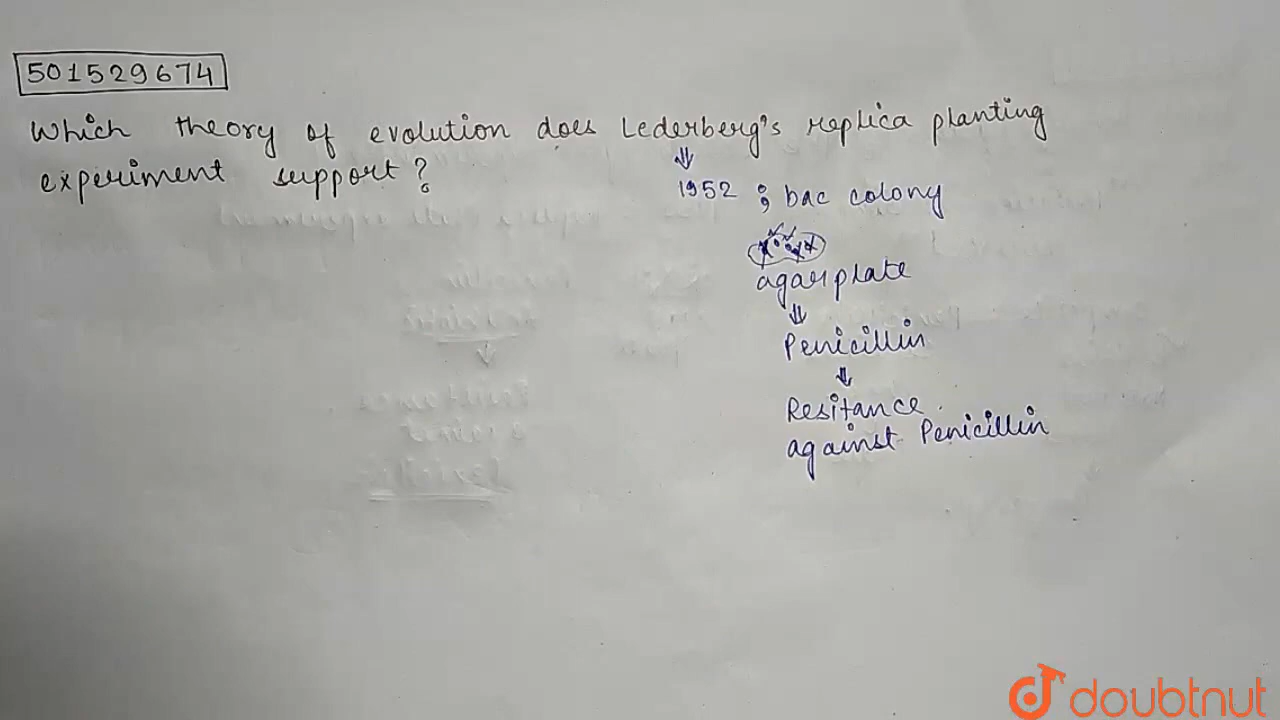 501529674
Which theory of evolution does Lederberg's replica planting
experiment support?
⇓
1952 ; bac colony
agar plate
⇓
Penicillin
⇓
Resitance
against Penicillin
doubtnut